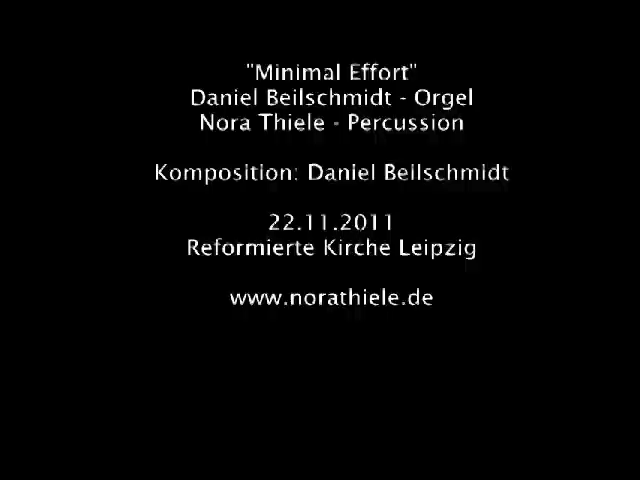 "Minimal Effort"
Daniel Beilschmidt - Orgel
Nora Thiele - Percussion
Komposition: Daniel Beilschmidt
22.11.2011
Reformierte Kirche Leipzig
www.norathiele.de